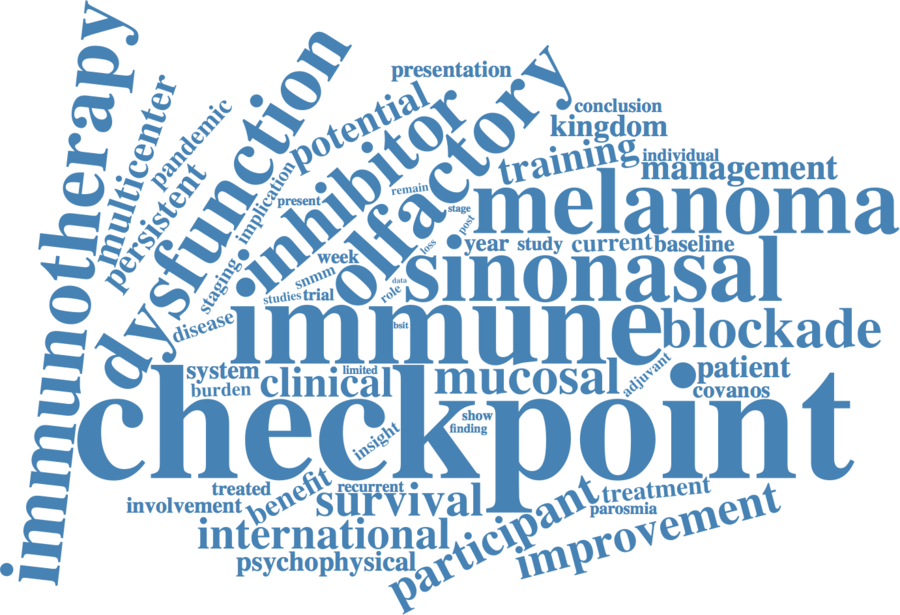 immunotherapy
multicenter
pandemic
persistent
dysfunction
implication
staging
disease
potential
presentation
inhibitor
olfactory
remain
present
conclusion
kingdom
training
individual
management
melanoma
stage
post
loss
year
study
current
baseline
week
snmm
studies
trial
data
role
sinonasal
immune
bsit
blockade
system
burden
clinical
limited
mucosal
adjuvant
patient
covanos
checkpoint
show
finding
insight
treated
involvement
benefit
recurrent
survival
international
psychophysical
participant
treatment
parosmia
improvement